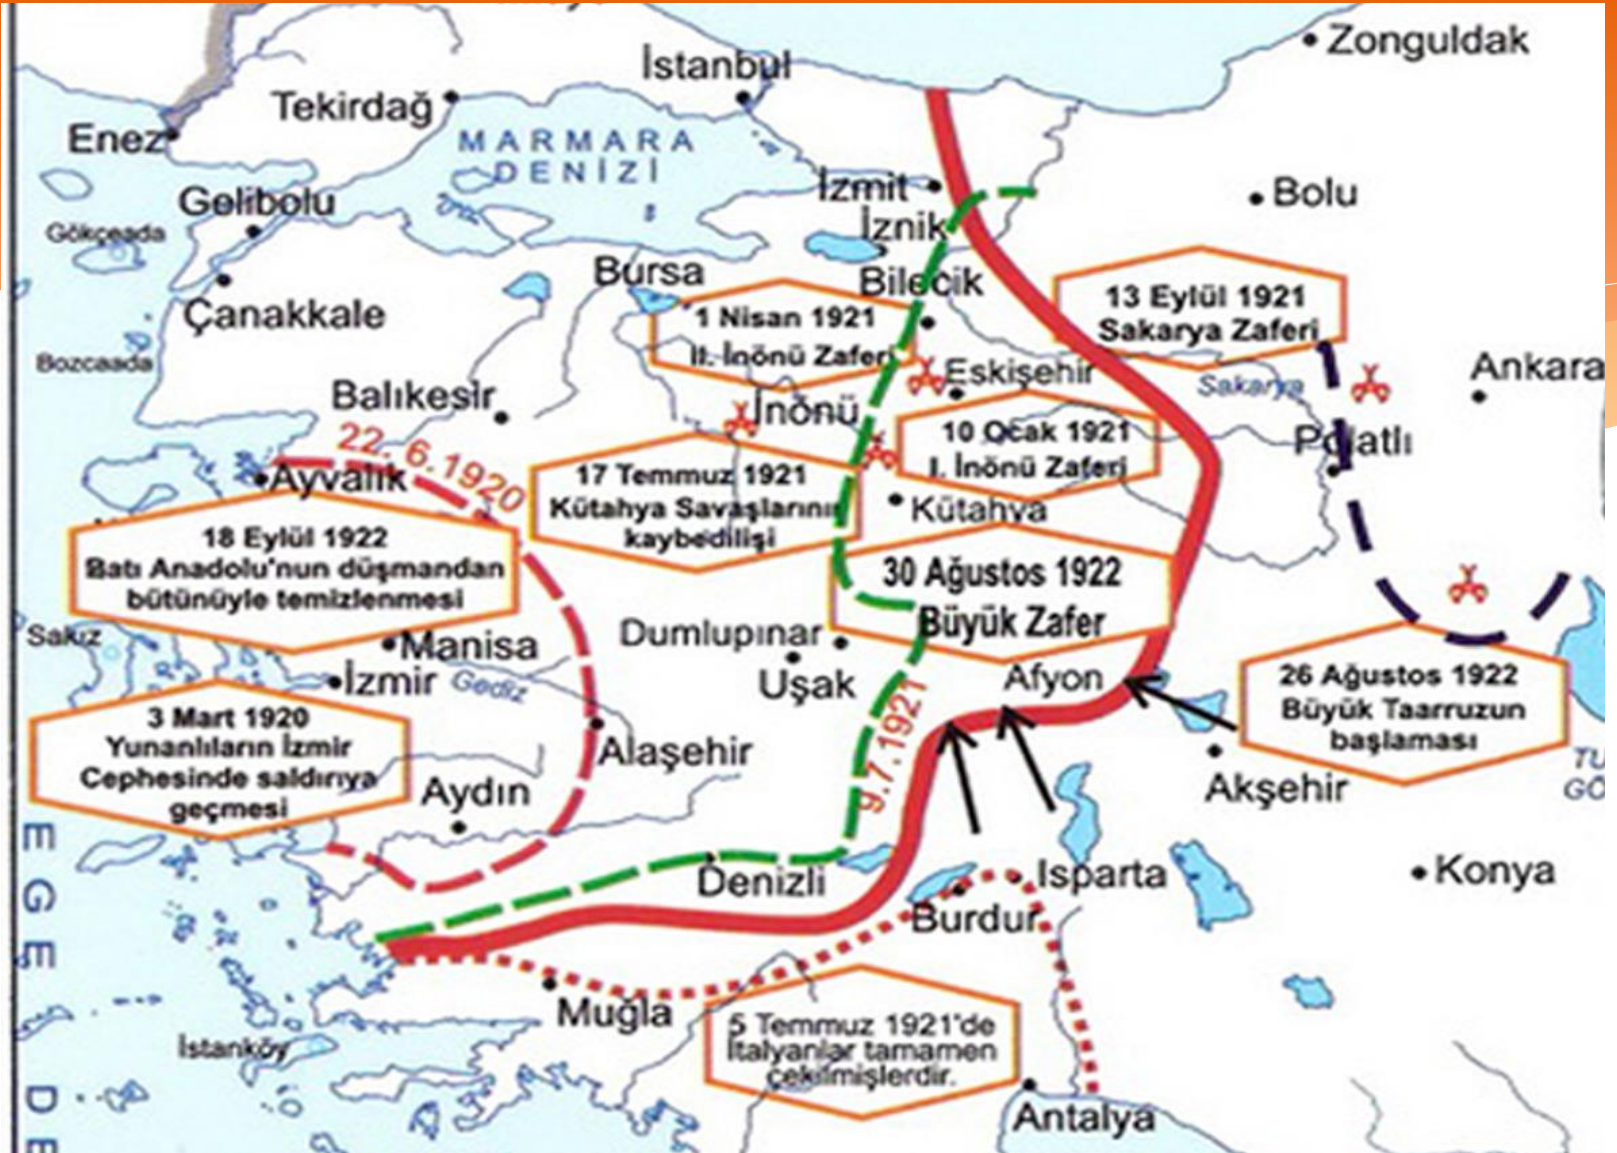 Zonguldak
İstanbul
Tekirdağ
Enez
MARMARA
DENİZİ
İzmit
Bolu
Gelibolu
Gökçeada
İznik
Bursa
Bilecik
Çanakkale
1 Nisan 1921
II. İnönü Zaferi
13 Eylül 1921
Sakarya Zaferi
Bozcaada
Eskişehir
Sakarya
Ankara
Balıkesir
İnönü
10 Ocak 1921
I. İnönü Zaferi
Polatlı
22. 6.1920
Ayvalık
17 Temmuz 1921
Kütahya Savaşlarının
kaybedilişi
Kütahya
18 Eylül 1922
Batı Anadolu'nun düşmandan
bütünüyle temizlenmesi
30 Ağustos 1922
Büyük Zafer
Sakız
Manisa
Dumlupınar
Uşak
Afyon
İzmir
Gediz
26 Ağustos 1922
Büyük Taarruzun
başlaması
3 Mart 1920
Yunanlıların İzmir
Cephesinde saldırıya
geçmesi
9.7.1921
Alaşehir
Akşehir
TU
GÖ
Aydın
Denizli
Isparta
Burdur
Konya
EGE
DE
Muğla
5 Temmuz 1921'de
İtalyanlar tamamen
çekilmişlerdir.
İstanköy
Antalya